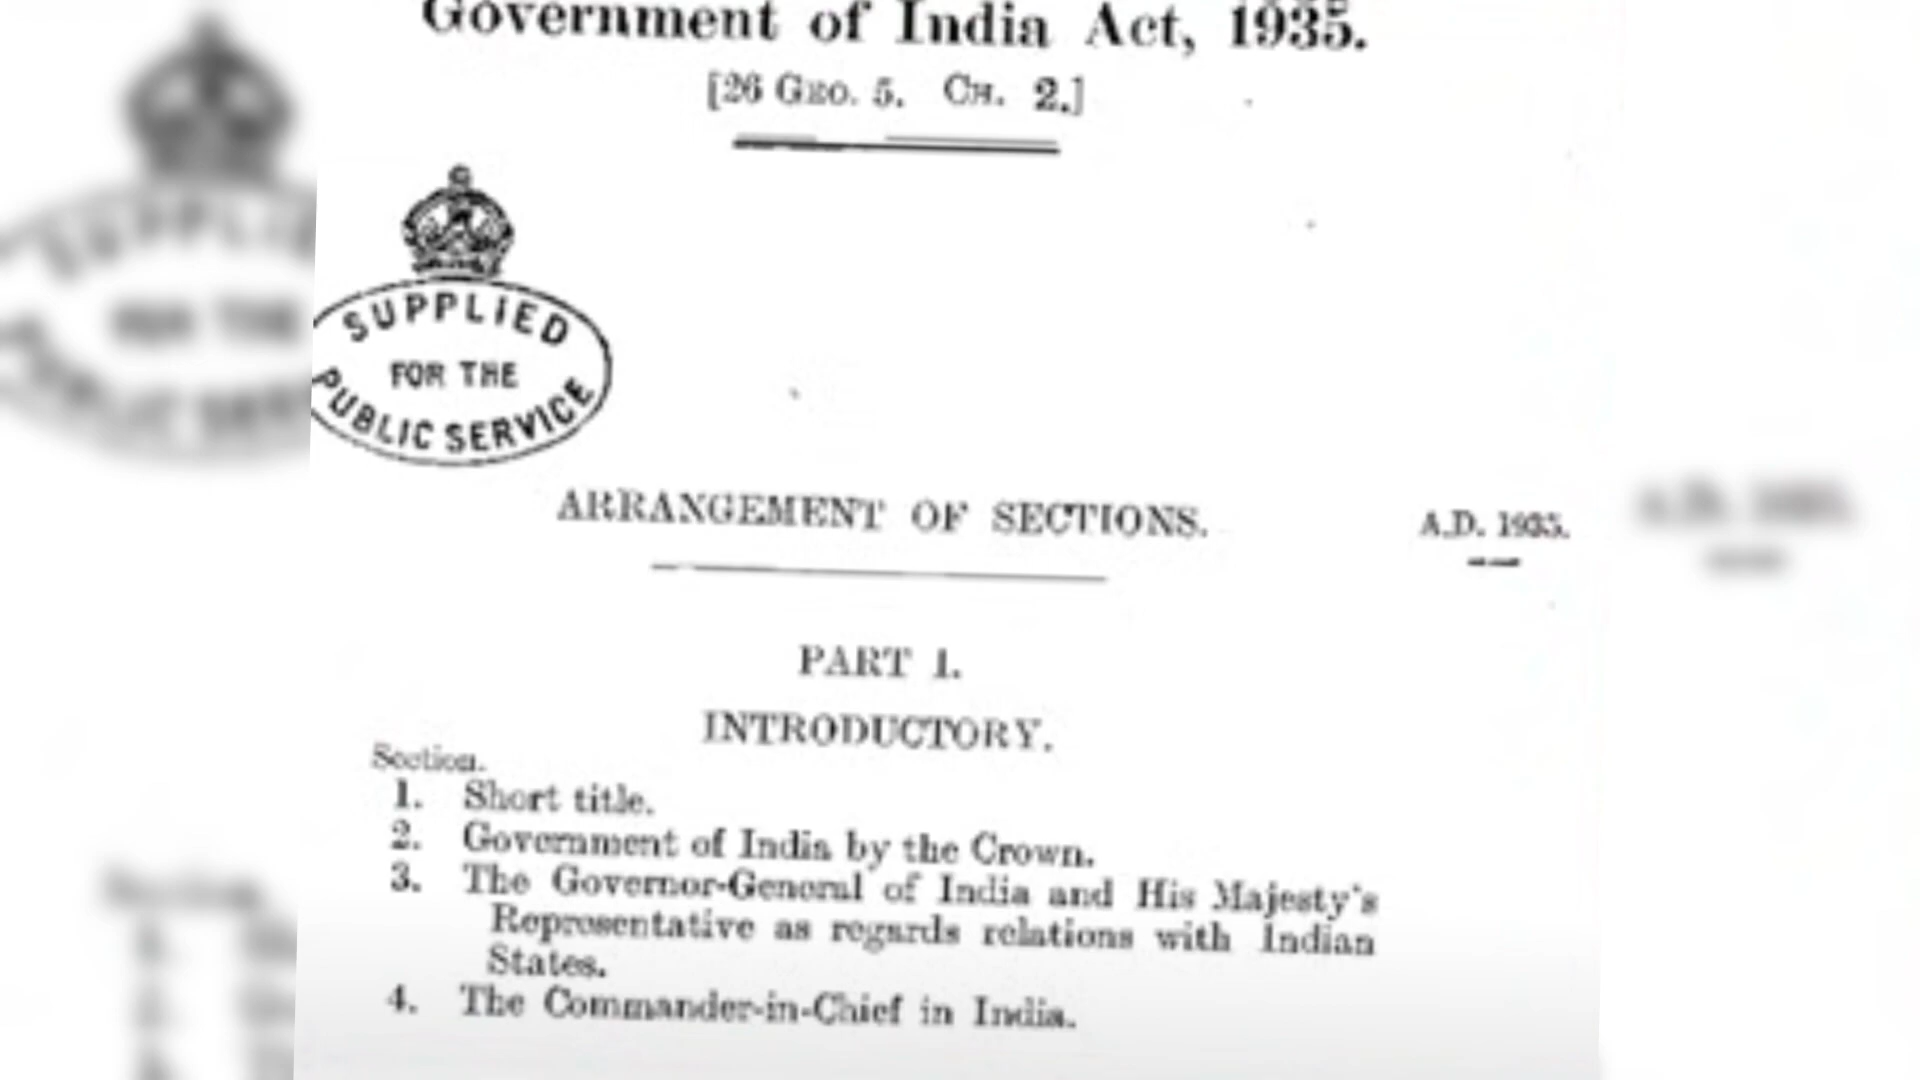 Government of India Act, 1935.
[26 GEO. 5. CH. 2.]
SUPPLIED
FOR THE
PUBLIC SERVICE
ARRANGEMENT OF SECTIONS.
A.D. 1935.
PART I.
INTRODUCTORY.
Section.
1. Short title.
2. Government of India by the Crown.
3. The Governor-General of India and His Majesty's
Representative as regards relations with Indian
States.
4. The Commander-in-Chief in India.